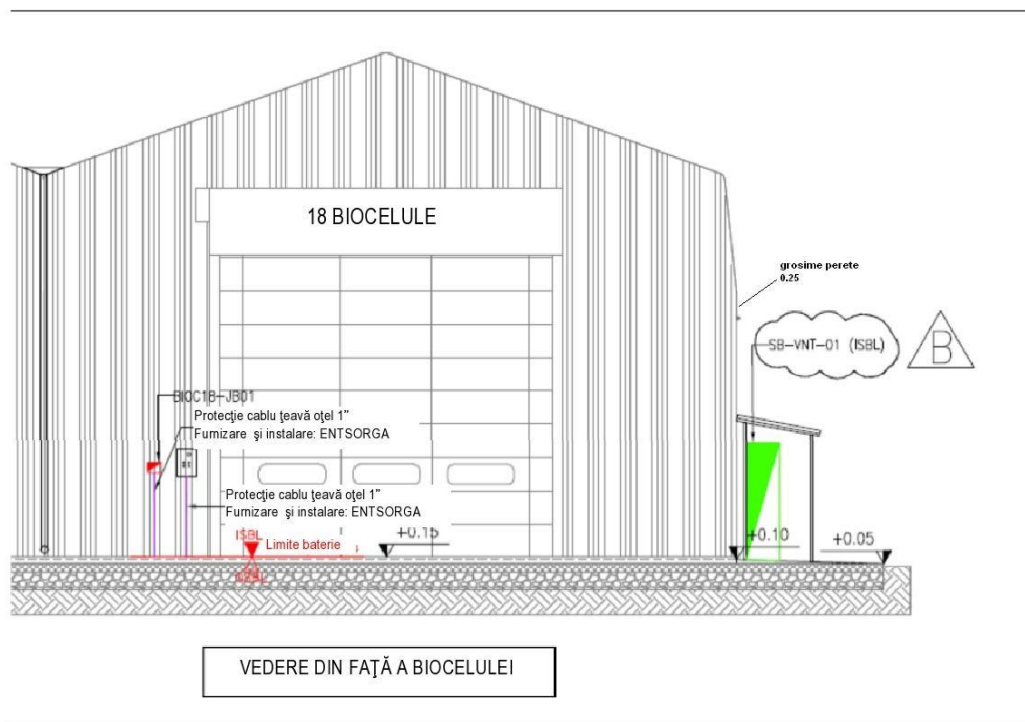 18 BIOCELULE
grosime perete
0.25
SB-VNT-01 (ISBL)
B
BIOC1B-JB01
Protecţie cablu ţeavă oţel 1"
Furnizare şi instalare: ENTSORGA
Protecţie cablu ţeavă oţel 1"
Furnizare şi instalare: ENTSORGA
ISBL
Limite baterie
+0.15
+0.10
+0.05
VEDERE DIN FAŢĂ A BIOCELULEI